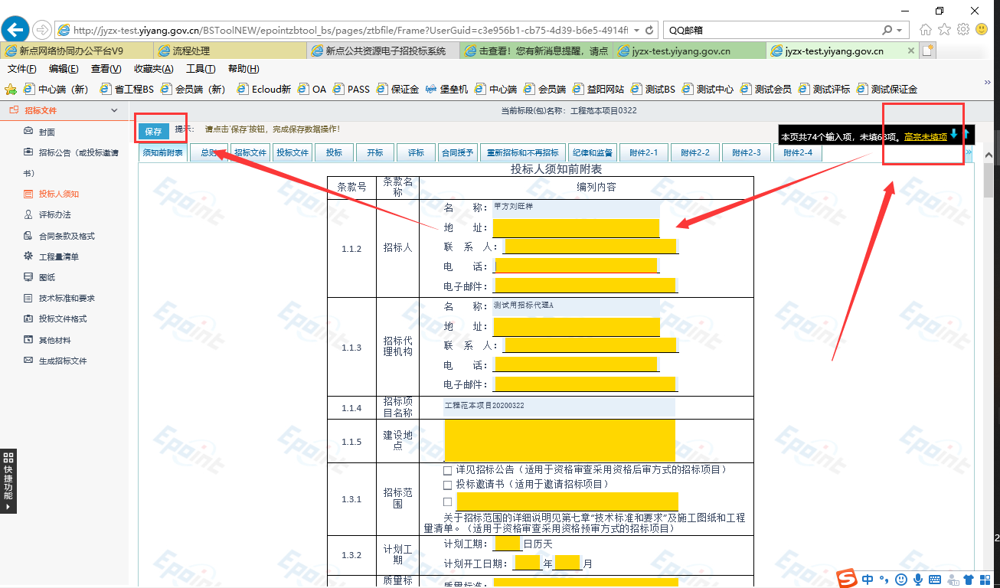 http://jyzx-test.yiyang.gov.cn/BSToolNEW/epointzbtool_bs/pages/ztbfile/Frame?UserGuid=c3e956b1-cb75-4d39-b6e5-4914fl
QQ邮箱
新点网络协同办公平台V9
流程处理
新点公共资源电子招投标系统
击查看！您有新消息提醒，请点
jyzx-test.yiyang.gov.cn
jyzx-test.yiyang.gov.cn
文件(F) 编辑(E) 查看(V) 收藏夹(A) 工具(T) 帮助(H)
中心端（新） 省工程BS 会员端（新） Ecloud新 OA PASS 保证金 堡垒机 中心端 会员端 益阳网站 测试BS 测试中心 测试会员 测试评标 测试保证金
招标文件
当前标段(包)名称：工程范本项目0322
封面
招标公告（或投标邀请
书）
投标人须知
评标办法
合同条款及格式
工程量清单
图纸
技术标准和要求
投标文件格式
其他材料
生成招标文件
快捷功能
保存
提示： 请点击'保存'按钮，完成保存数据操作！
本页共74个输入项，未填68项。高亮未填项
须知前附表 总则 招标文件 投标文件 投标 开标 评标 合同授予 重新招标和不再招标 纪律和监督 附件2-1 附件2-2 附件2-3 附件2-4
投标人须知前附表
条款号 条款名称 编列内容
1.1.2 招标人
名 称：甲方刘旺祥
地 址：
联 系 人：
电 话：
电子邮件：
1.1.3 招标代理机构
名 称：测试用招标代理A
地 址：
联 系 人：
电 话：
电子邮件：
1.1.4 招标项目名称 工程范本项目20200322
1.1.5 建设地点
1.3.1 招标范围
详见招标公告（适用于资格审查采用资格后审方式的招标项目）
投标邀请书（适用于邀请招标项目）
关于招标范围的详细说明见第七章“技术标准和要求”及施工图纸和工程
量清单。（适用于资格审查采用资格预审方式的招标项目）
1.3.2 计划工期
计划工期： 日历天
计划开工日期： 年 月
质量标
质量标准：
中
2